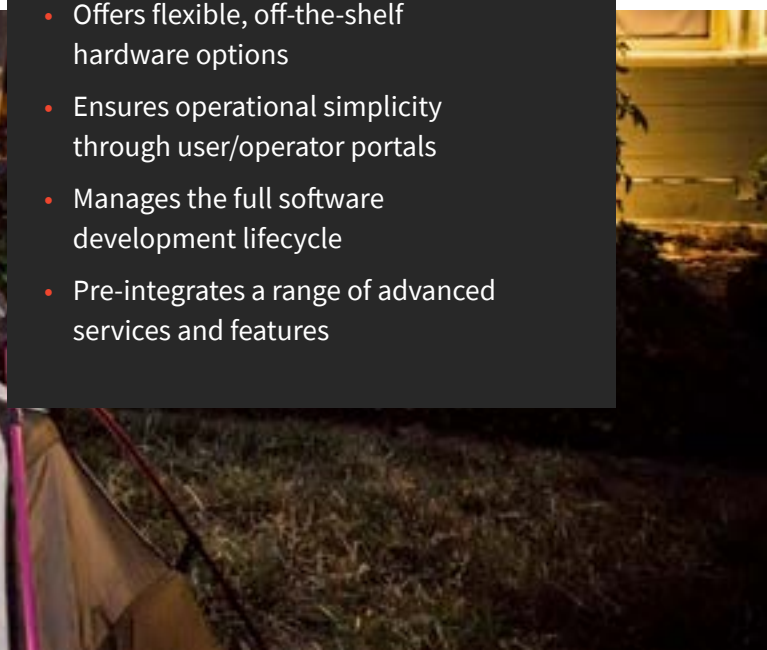 • Offers flexible, off-the-shelf
hardware options
• Ensures operational simplicity
through user/operator portals
• Manages the full software
development lifecycle
• Pre-integrates a range of advanced
services and features